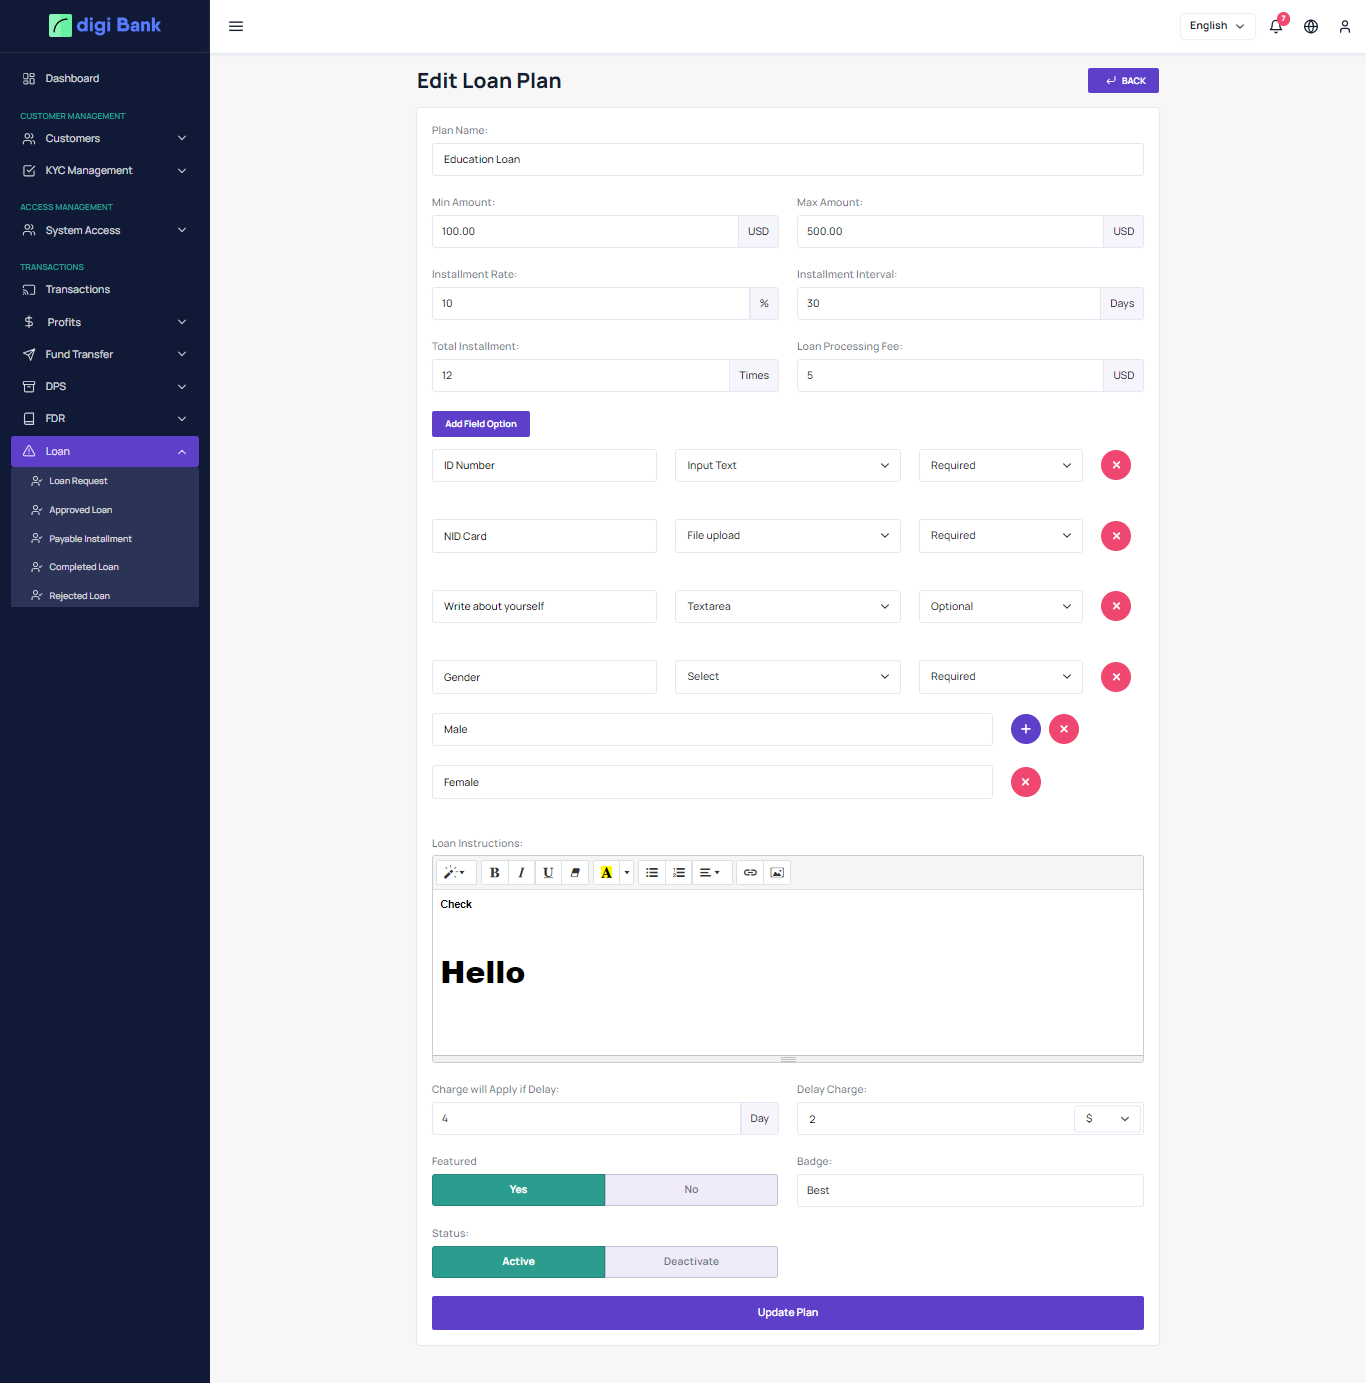 digi Bank
English
7
Dashboard
CUSTOMER MANAGEMENT
Customers
KYC Management
ACCESS MANAGEMENT
System Access
TRANSACTIONS
Transactions
Profits
Fund Transfer
DPS
FDR
Loan
Loan Request
Approved Loan
Payable Installment
Completed Loan
Rejected Loan
Edit Loan Plan
BACK
Plan Name:
Education Loan
Min Amount:
100.00 USD
Max Amount:
500.00 USD
Installment Rate:
10 %
Installment Interval:
30 Days
Total Installment:
12 Times
Loan Processing Fee:
5 USD
Add Field Option
ID Number Input Text Required
NID Card File upload Required
Write about yourself Textarea Optional
Gender Select Required
Male
Female
Loan Instructions:
B I U A
Check
Hello
Charge will Apply if Delay:
4 Day
Delay Charge:
2 $
Featured
Yes No
Badge:
Best
Status:
Active Deactivate
Update Plan